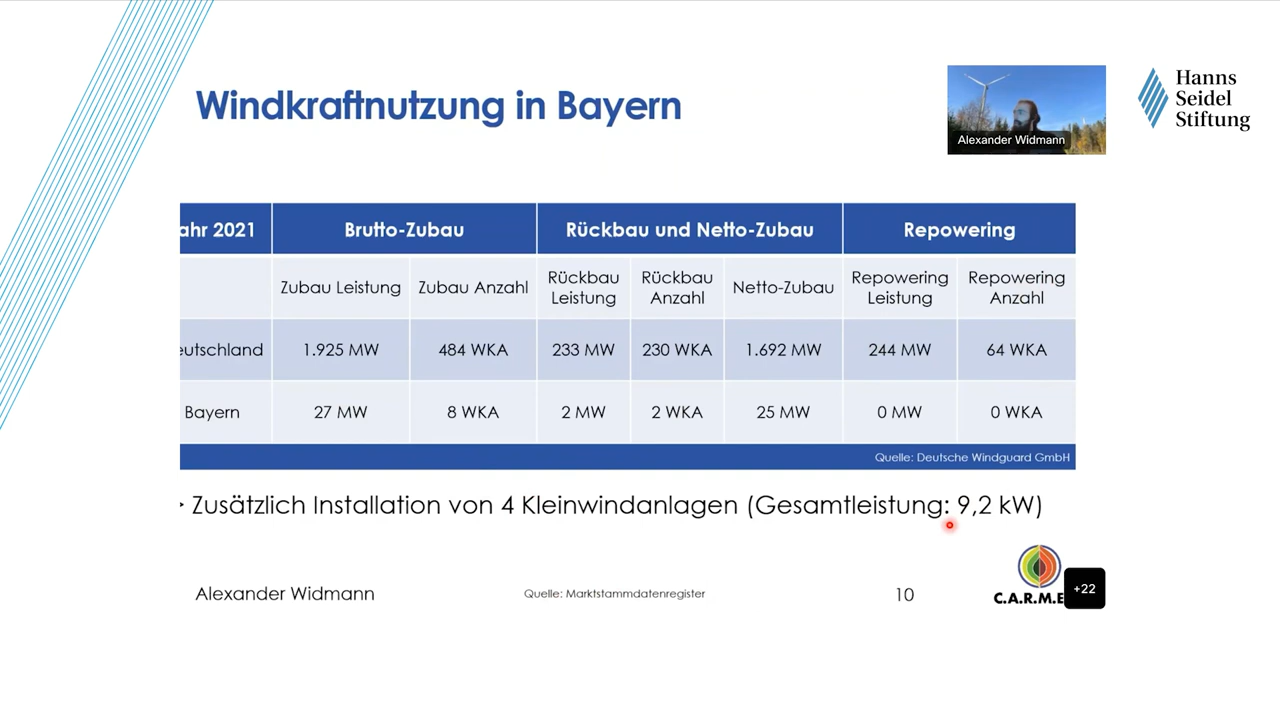 Windkraftnutzung in Bayern
Alexander Widmann
Hanns
Seidel
Stiftung
ahr 2021 Brutto-Zubau Rückbau und Netto-Zubau Repowering
Zubau Leistung Zubau Anzahl Rückbau Leistung Rückbau Anzahl Netto-Zubau Repowering Leistung Repowering Anzahl
eutschland 1.925 MW 484 WKA 233 MW 230 WKA 1.692 MW 244 MW 64 WKA
Bayern 27 MW 8 WKA 2 MW 2 WKA 25 MW 0 MW 0 WKA
Quelle: Deutsche Windguard GmbH
Zusätzlich Installation von 4 Kleinwindanlagen (Gesamtleistung: 9,2 kW)
Alexander Widmann Quelle: Marktstammdatenregister 10 C.A.R.M.E +22